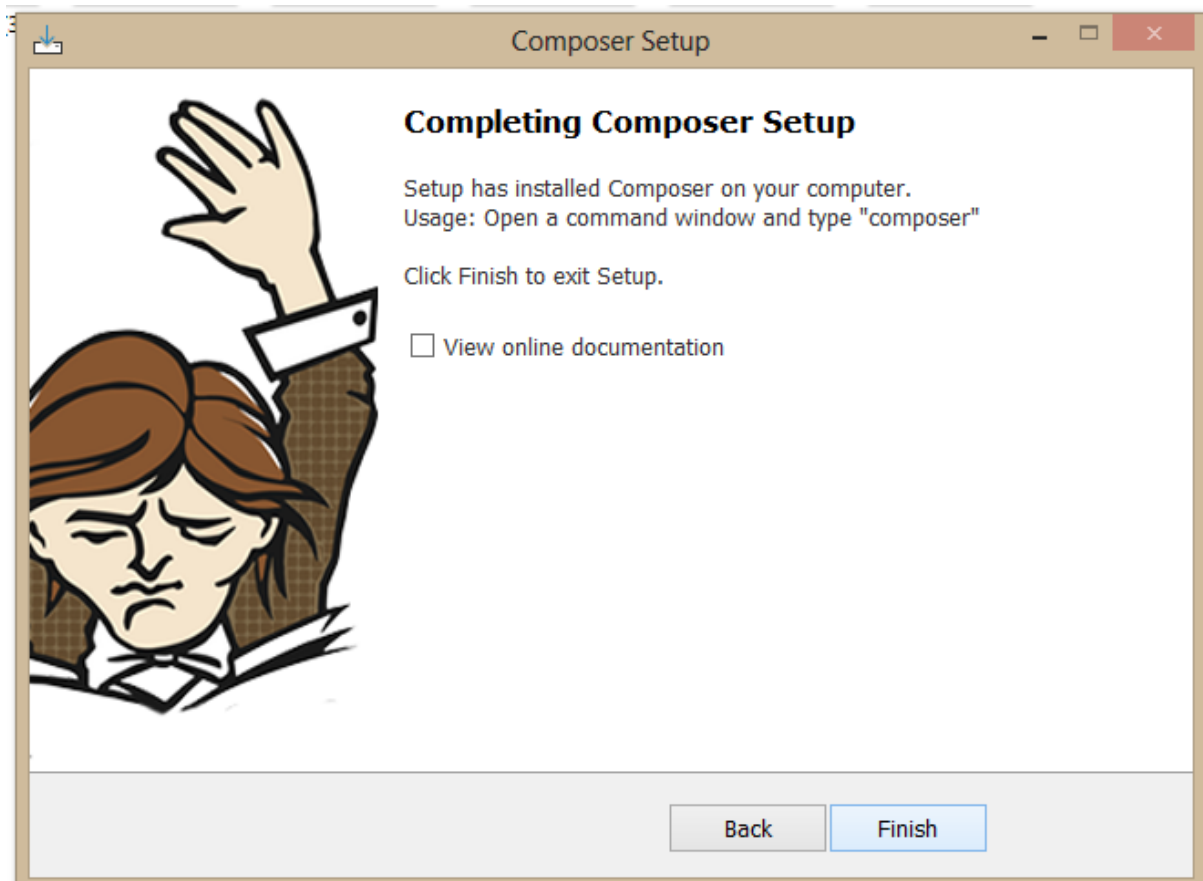 Composer Setup
Completing Composer Setup
Setup has installed Composer on your computer.
Usage: Open a command window and type "composer"
Click Finish to exit Setup.
View online documentation
Back
Finish